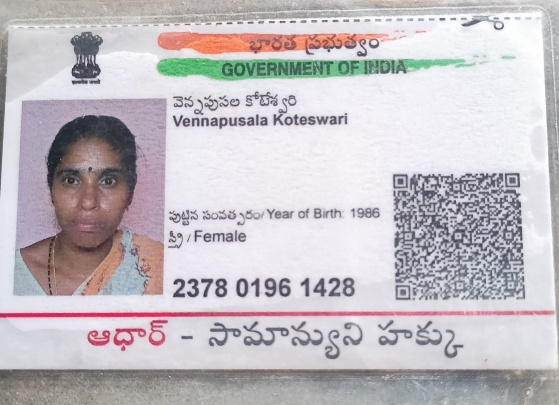 భారత ప్రభుత్వం
GOVERNMENT OF INDIA
వెన్నపుసల కోటేశ్వరి
Vennapusala Koteswari
పుట్టిన సంవత్సరం/Year of Birth: 1986
స్త్రీ / Female
2378 0196 1428
ఆధార్ - సామాన్యుని హక్కు